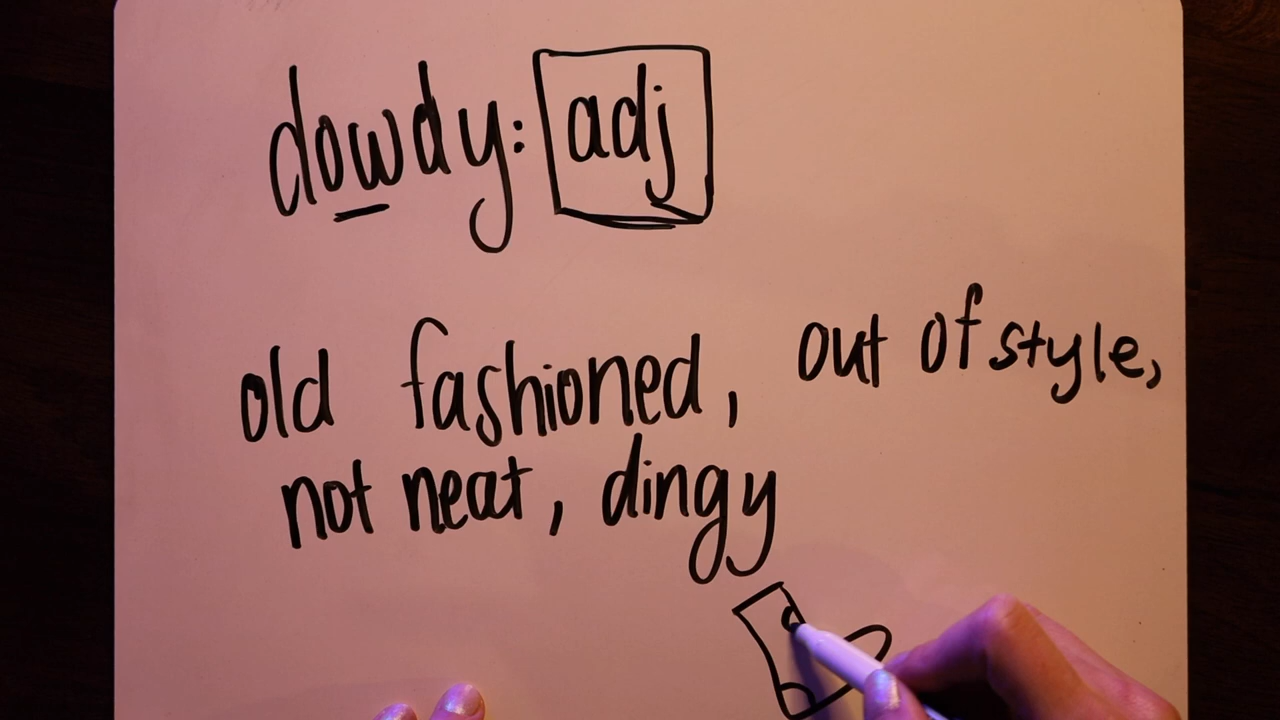 dowdy: adj
old fashioned, out of style,
not neat, dingy